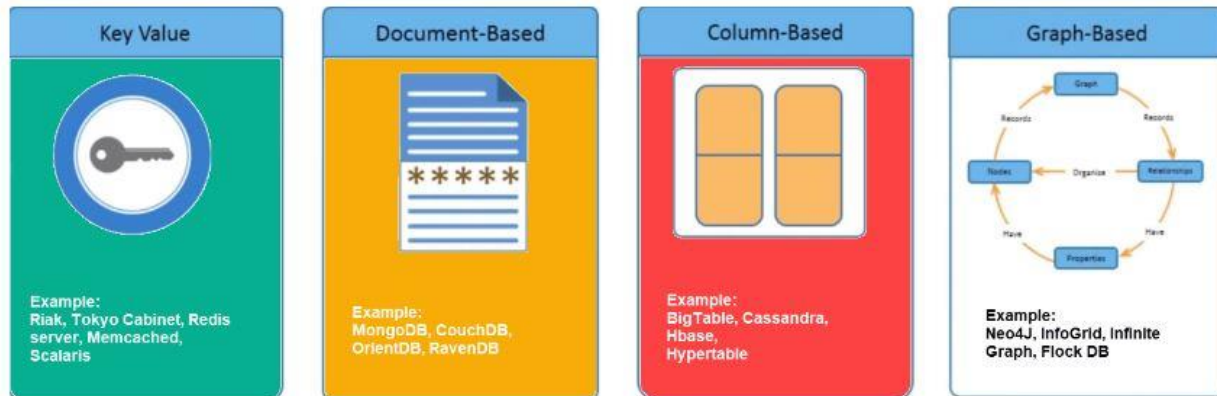 Key Value
Example:
Riak, Tokyo Cabinet, Redis
server, Memcached,
Scalaris
Document-Based
*****
Example:
MongoDB, CouchDB,
OrientDB, RavenDB
Column-Based
Example:
BigTable, Cassandra,
Hbase,
Hypertable
Graph-Based
Graph
Records
Records
Nodes
Organise
Relationships
Have
Have
Properties
Example:
Neo4J, InfoGrid, Infinite
Graph, Flock DB